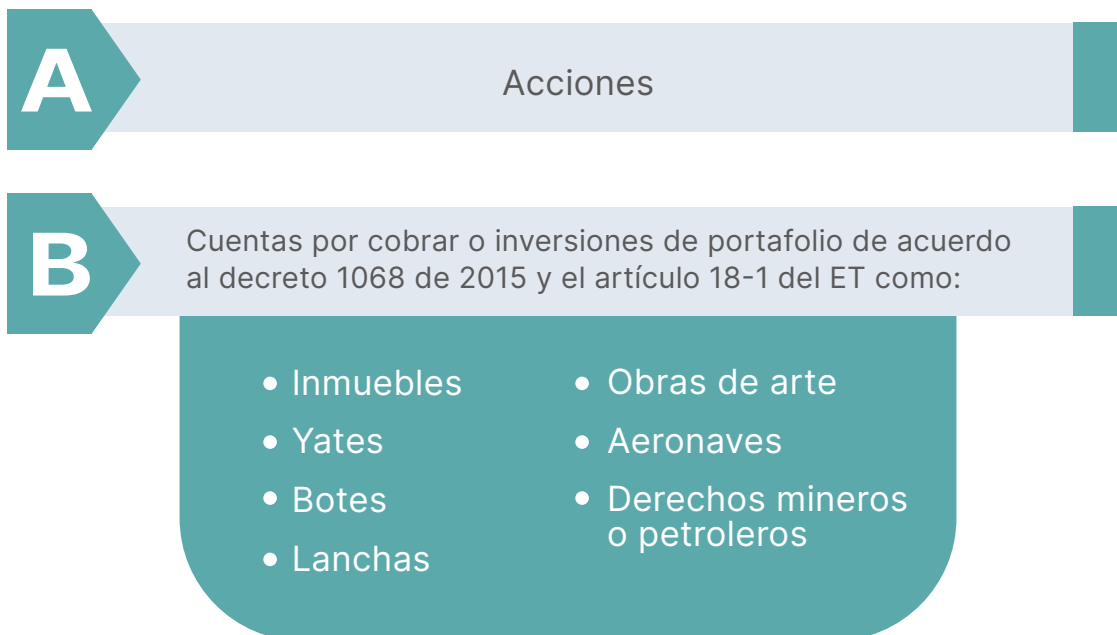 A
Acciones
B
Cuentas por cobrar o inversiones de portafolio de acuerdo
al decreto 1068 de 2015 y el artículo 18-1 del ET como:
• Inmuebles
• Yates
• Botes
• Lanchas
• Obras de arte
• Aeronaves
• Derechos mineros
o petroleros